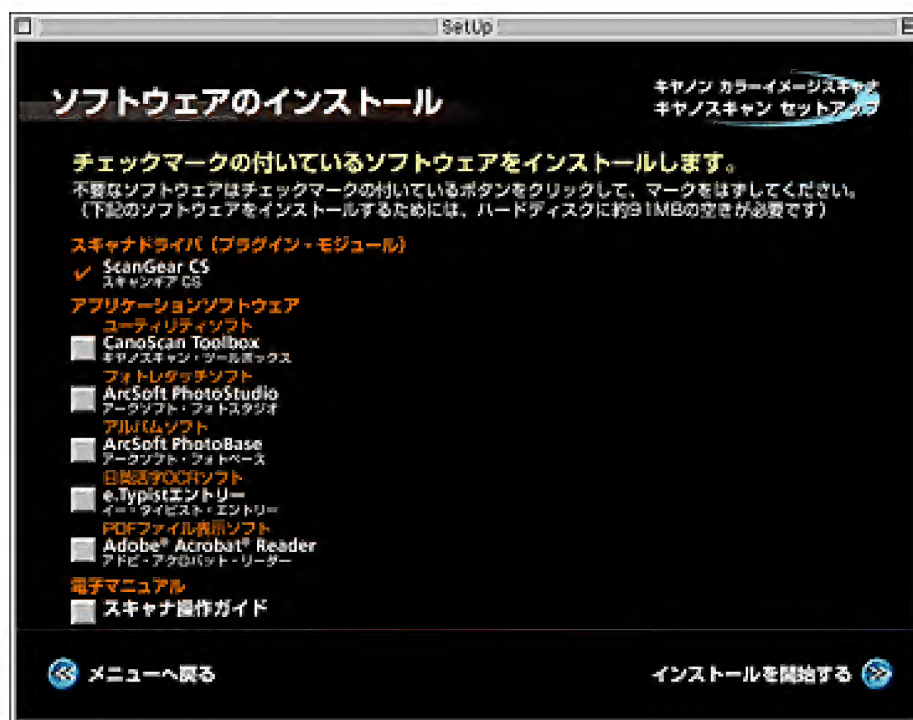 SetUp
ソフトウェアのインストール
キヤノン カラーイメージスキャナ
キヤノスキャン セットアップ
チェックマークの付いているソフトウェアをインストールします。
不要なソフトウェアはチェックマークの付いているボタンをクリックして、マークをはずしてください。
(下記のソフトウェアをインストールするためには、ハードディスクに約91MBの空きが必要です)
スキャナドライバ(プラグイン・モジュール)
ScanGear CS
スキャンギア CS
アプリケーションソフトウェア
ユーティリティソフト
CanoScan Toolbox
キヤノスキャン・ツールボックス
フォトレタッチソフト
ArcSoft PhotoStudio
アークソフト・フォトスタジオ
アルバムソフト
ArcSoft PhotoBase
アークソフト・フォトベース
日英活字OCRソフト
e.Typistエントリー
イー・タイピスト・エントリー
PDFファイル表示ソフト
Adobe® Acrobat® Reader
アドビ・アクロバット・リーダー
電子マニュアル
スキャナ操作ガイド
メニューへ戻る
インストールを開始する